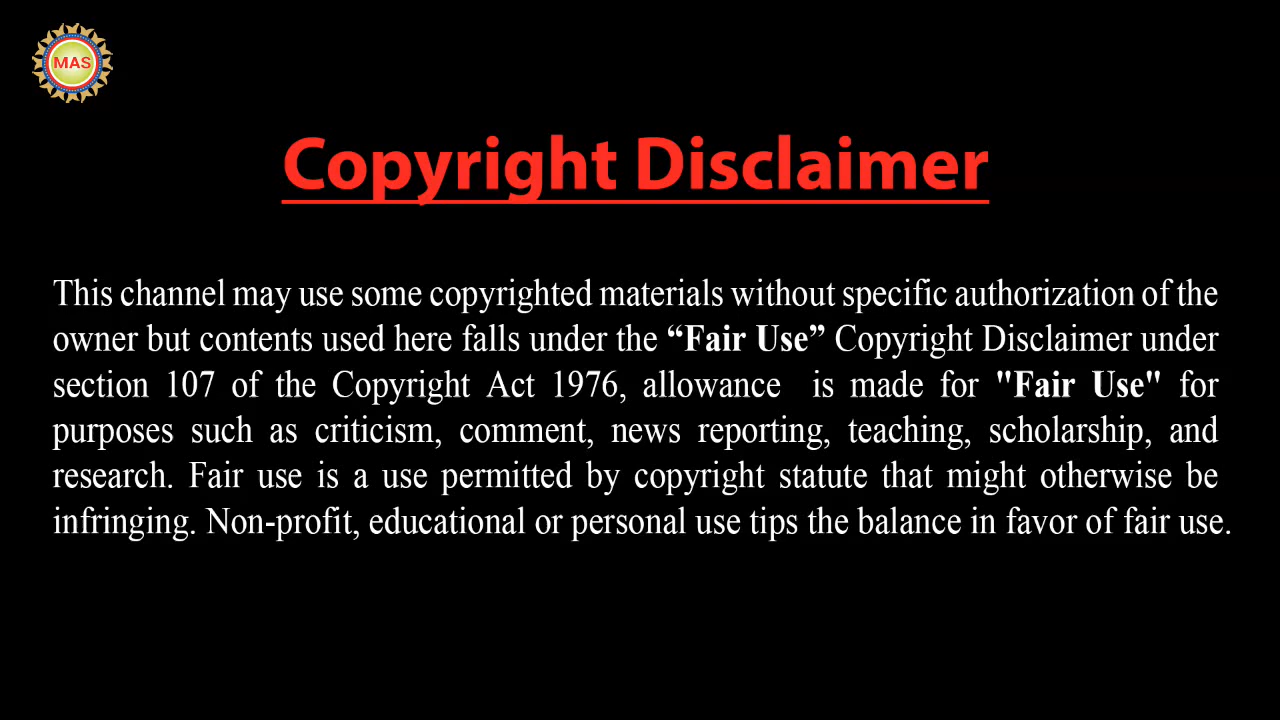 MAS
Copyright Disclaimer
This channel may use some copyrighted materials without specific authorization of the
owner but contents used here falls under the “Fair Use” Copyright Disclaimer under
section 107 of the Copyright Act 1976, allowance  is made for "Fair Use" for
purposes such as criticism, comment, news reporting, teaching, scholarship, and
research. Fair use is a use permitted by copyright statute that might otherwise be
infringing. Non-profit, educational or personal use tips the balance in favor of fair use.